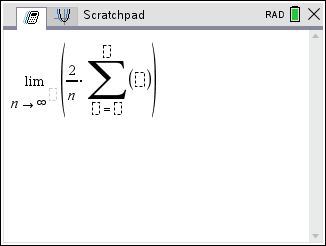 Scratchpad RAD
lim n → ∞ ( 2/n · ∑ □ □ = □ (□) )